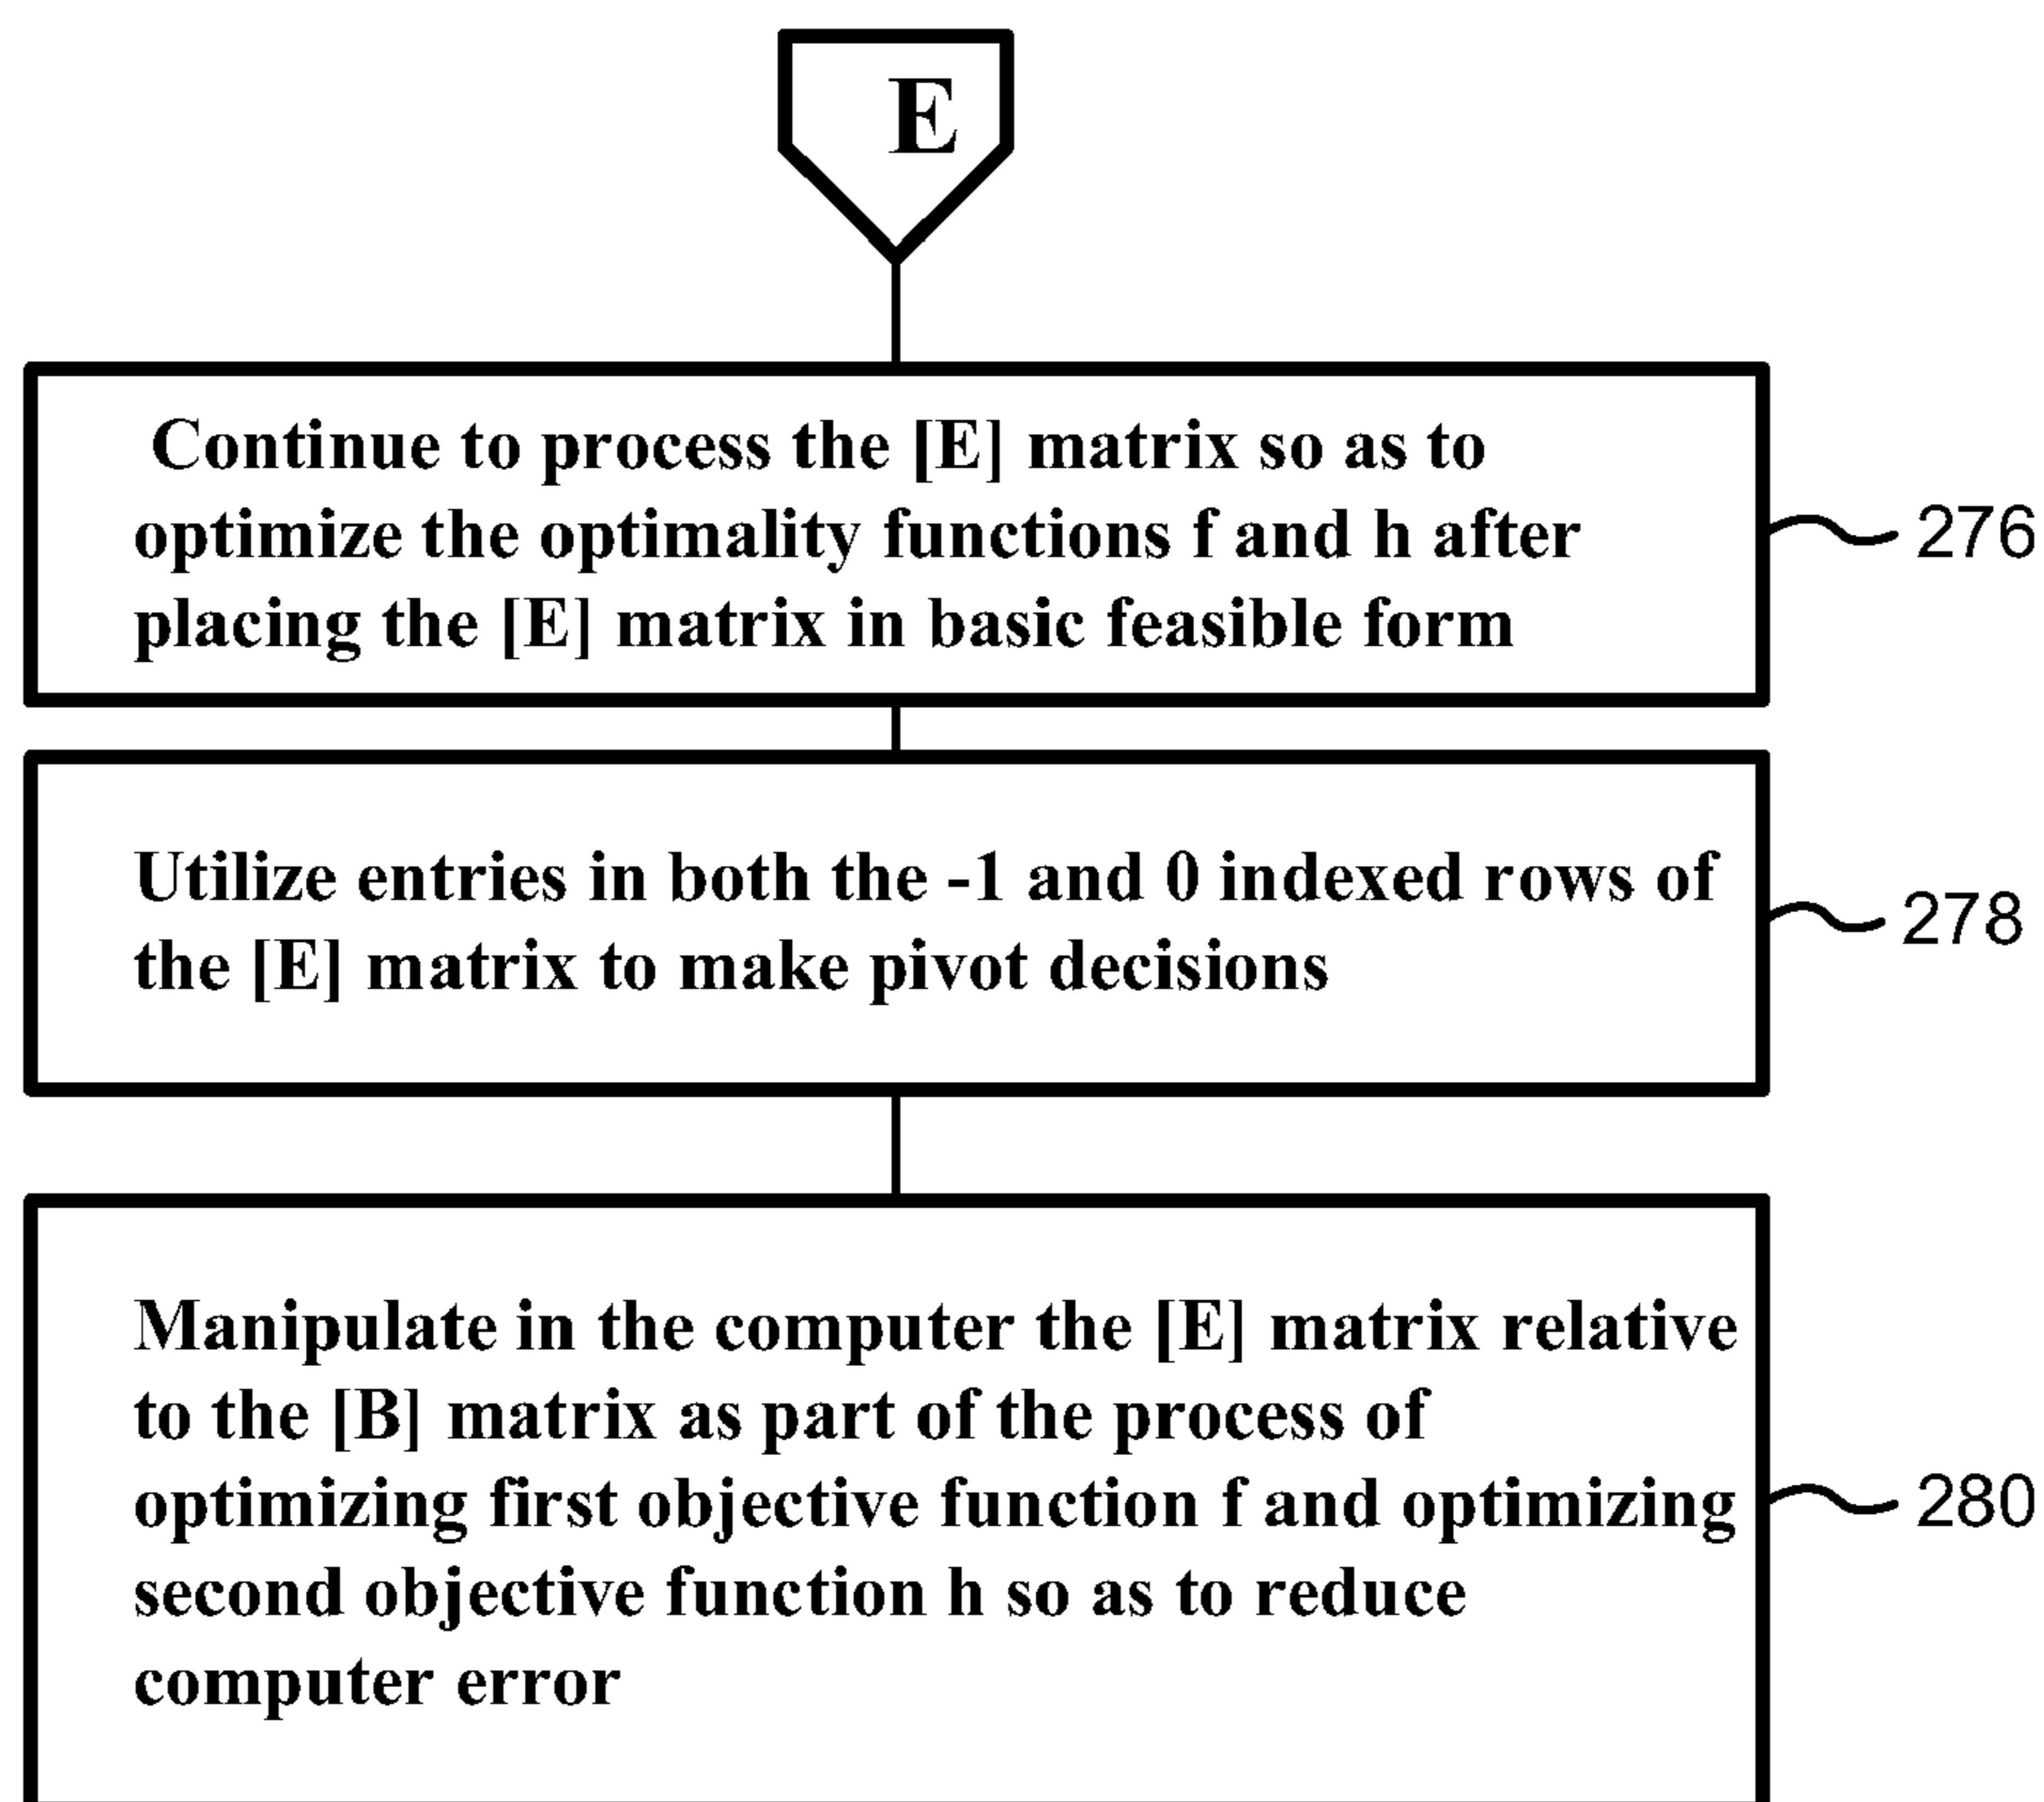 E
Continue to process the [E] matrix so as to
optimize the optimality functions f and h after
placing the [E] matrix in basic feasible form
276
Utilize entries in both the -1 and 0 indexed rows of
the [E] matrix to make pivot decisions
278
Manipulate in the computer the [E] matrix relative
to the [B] matrix as part of the process of
optimizing first objective function f and optimizing
second objective function h so as to reduce
computer error
280